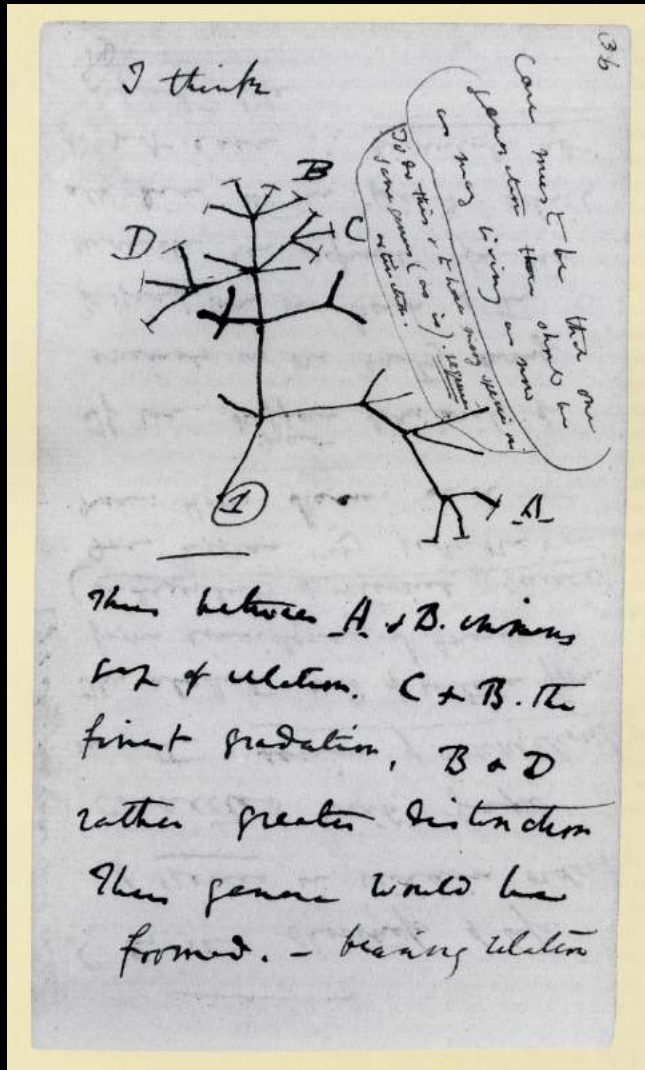 36
I think
Case must be that one
generation then should be
as many living as now
To do this & to have many species in
same genus (as is). requires
extinction.
B
C
D
A
1
Thus between A & B. immens
gap of relation. C & B. the
finest gradation, B & D
rather greater distinction
Thus genera would be
formed. — bearing relation